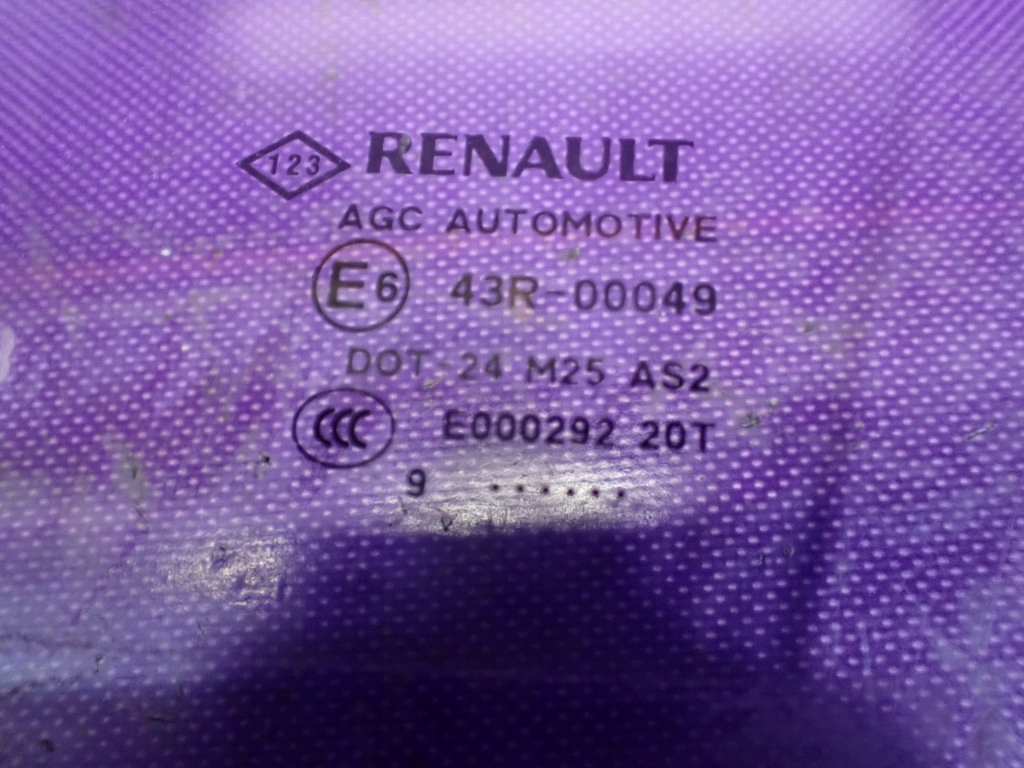 123 RENAULT
AGC AUTOMOTIVE
E6 43R-00049
DOT-24 M25 AS2
CCC E000292 20T
9 ......